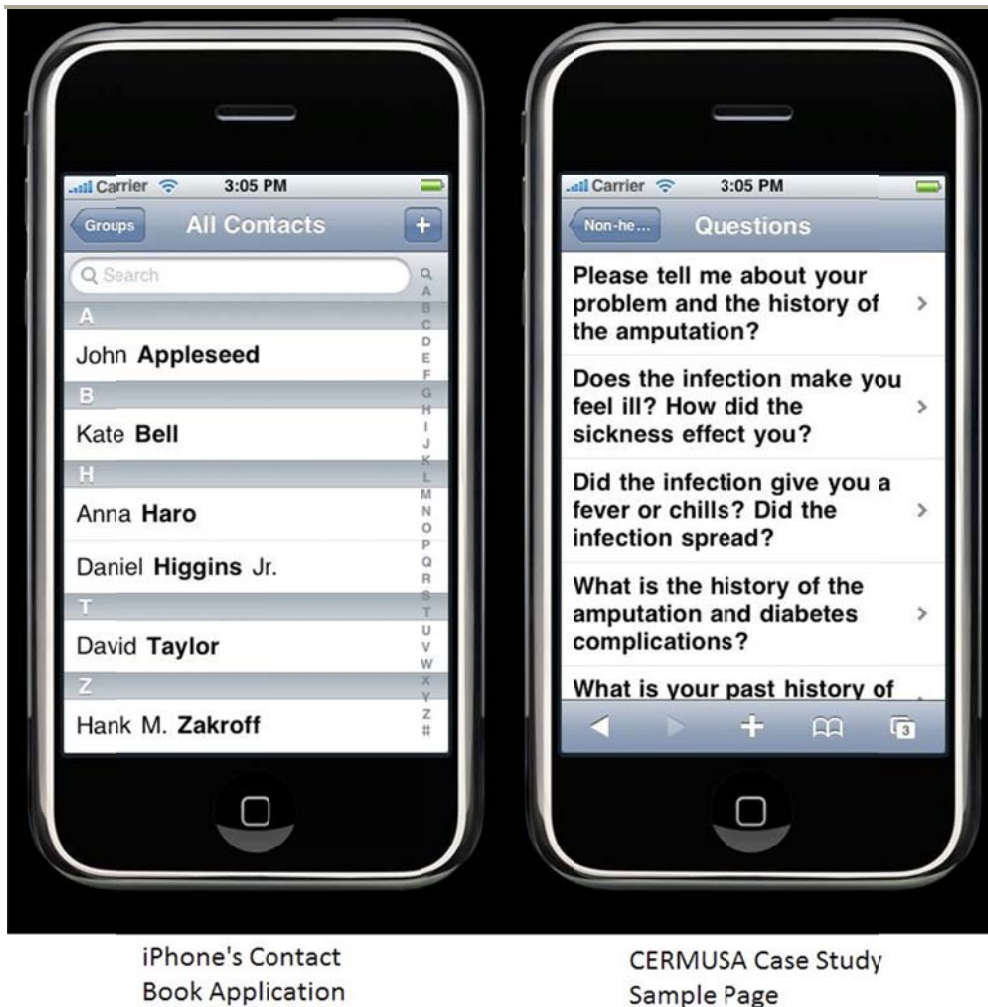 Carrier 3:05 PM
Groups All Contacts +
Search
A
John Appleseed
B
Kate Bell
H
Anna Haro
Daniel Higgins Jr.
T
David Taylor
Z
Hank M. Zakroff
A
B
C
D
E
F
G
H
I
J
K
L
M
N
O
P
Q
R
S
T
U
V
W
X
Y
Z
#
Carrier 3:05 PM
Non-he... Questions
Please tell me about your
problem and the history of
the amputation?
Does the infection make you
feel ill? How did the
sickness effect you?
Did the infection give you a
fever or chills? Did the
infection spread?
What is the history of the
amputation and diabetes
complications?
What is your past history of
3
iPhone's Contact
Book Application
CERMUSA Case Study
Sample Page